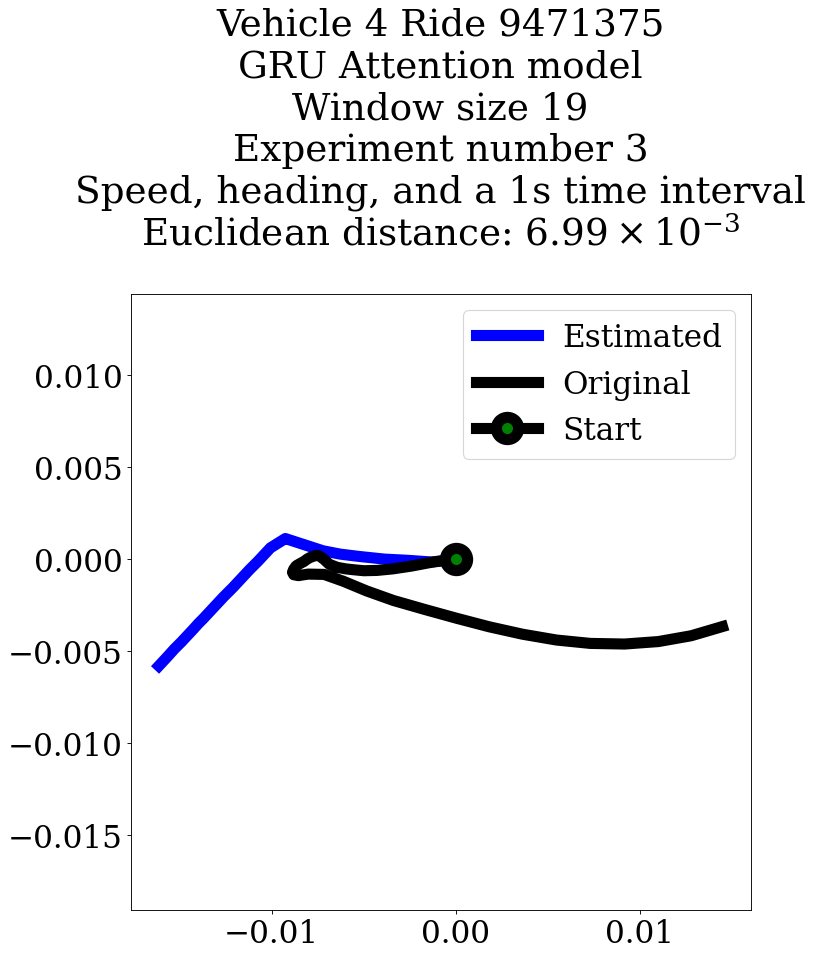 Vehicle 4 Ride 9471375
GRU Attention model
Window size 19
Experiment number 3
Speed, heading, and a 1s time interval
Euclidean distance: 6.99 × 10⁻³
Estimated
Original
Start
0.010
0.005
0.000
−0.005
−0.010
−0.015
−0.01 0.00 0.01